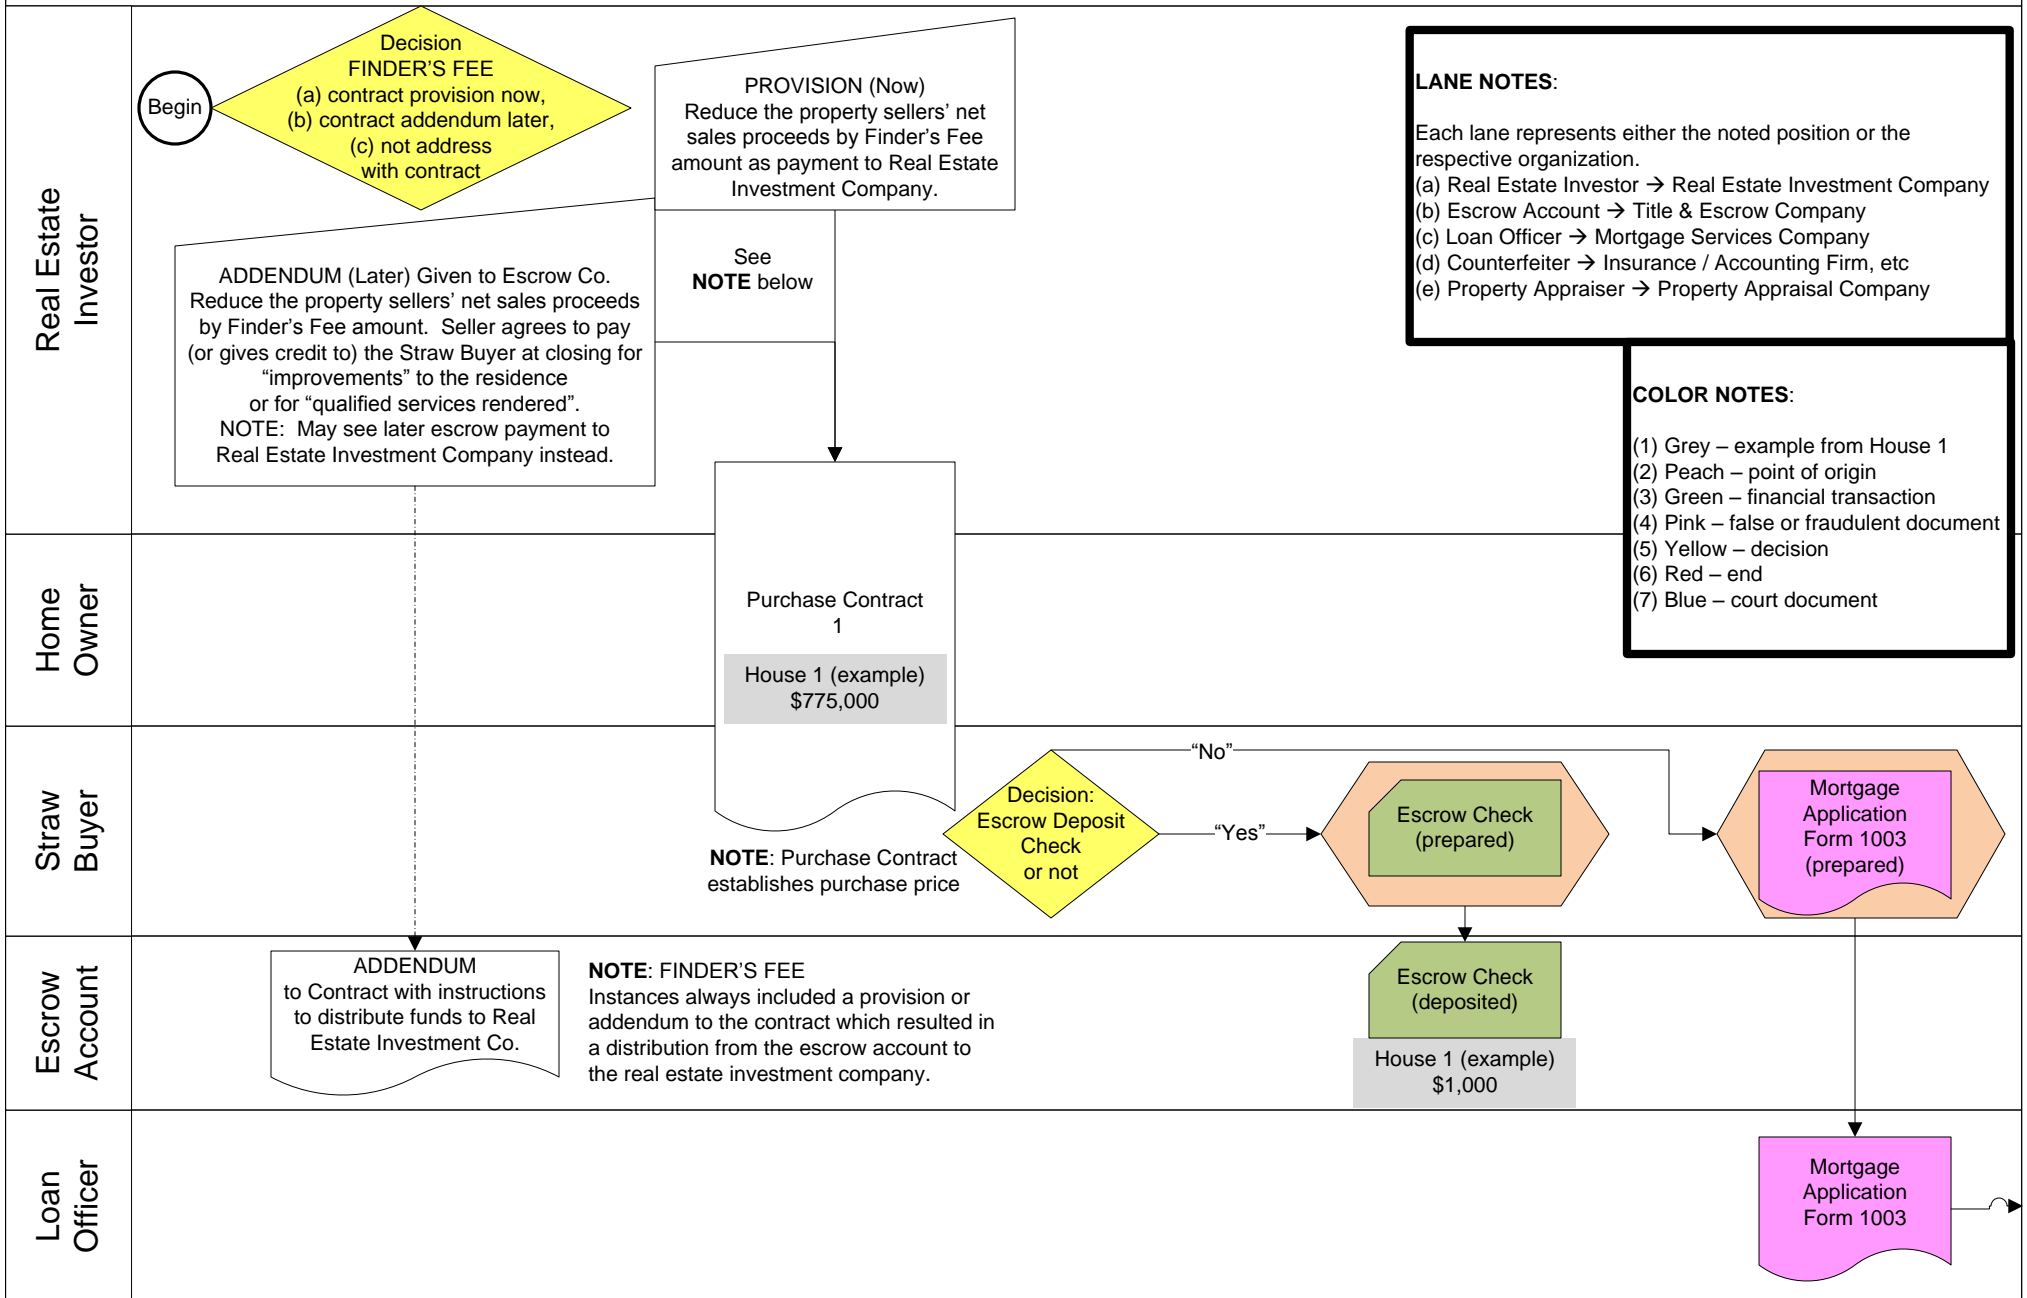 Real Estate
Investor
Begin
Decision
FINDER'S FEE
(a) contract provision now,
(b) contract addendum later,
(c) not address
with contract
PROVISION (Now)
Reduce the property sellers' net
sales proceeds by Finder's Fee
amount as payment to Real Estate
Investment Company.
See
NOTE below
ADDENDUM (Later) Given to Escrow Co.
Reduce the property sellers' net sales proceeds
by Finder's Fee amount.  Seller agrees to pay
(or gives credit to) the Straw Buyer at closing for
“improvements” to the residence
or for “qualified services rendered”.
NOTE:  May see later escrow payment to
Real Estate Investment Company instead.
LANE NOTES:
Each lane represents either the noted position or the
respective organization.
(a) Real Estate Investor → Real Estate Investment Company
(b) Escrow Account → Title & Escrow Company
(c) Loan Officer → Mortgage Services Company
(d) Counterfeiter → Insurance / Accounting Firm, etc
(e) Property Appraiser → Property Appraisal Company
COLOR NOTES:
(1) Grey – example from House 1
(2) Peach – point of origin
(3) Green – financial transaction
(4) Pink – false or fraudulent document
(5) Yellow – decision
(6) Red – end
(7) Blue – court document
Home
Owner
Purchase Contract
1
House 1 (example)
$775,000
Straw
Buyer
NOTE: Purchase Contract
establishes purchase price
Decision:
Escrow Deposit
Check
or not
“No”
“Yes”
Escrow Check
(prepared)
Mortgage
Application
Form 1003
(prepared)
Escrow
Account
ADDENDUM
to Contract with instructions
to distribute funds to Real
Estate Investment Co.
NOTE: FINDER'S FEE
Instances always included a provision or
addendum to the contract which resulted in
a distribution from the escrow account to
the real estate investment company.
Escrow Check
(deposited)
House 1 (example)
$1,000
Loan
Officer
Mortgage
Application
Form 1003